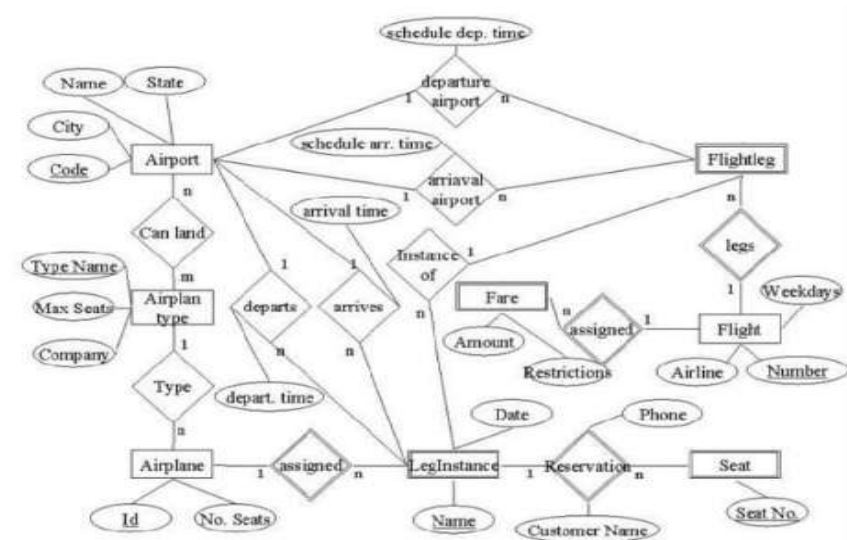 schedule dep. time
Name
State
departure
airport
1
n
City
schedule arr. time
Code
Airport
Flightleg
arriaval
airport
1
n
n
arrival time
n
Can land
Instance
of
1
legs
m
Type Name
1
1
Airplan
type
Max Seats
departs
arrives
Fare
n
assigned
1
1
Weekdays
Flight
Company
1
n
n
n
Amount
Restrictions
Airline
Number
Type
depart. time
n
Date
Phone
Airplane
1
assigned
n
LegInstance
1
Reservation
n
Seat
Id
No. Seats
Name
Customer Name
Seat No.